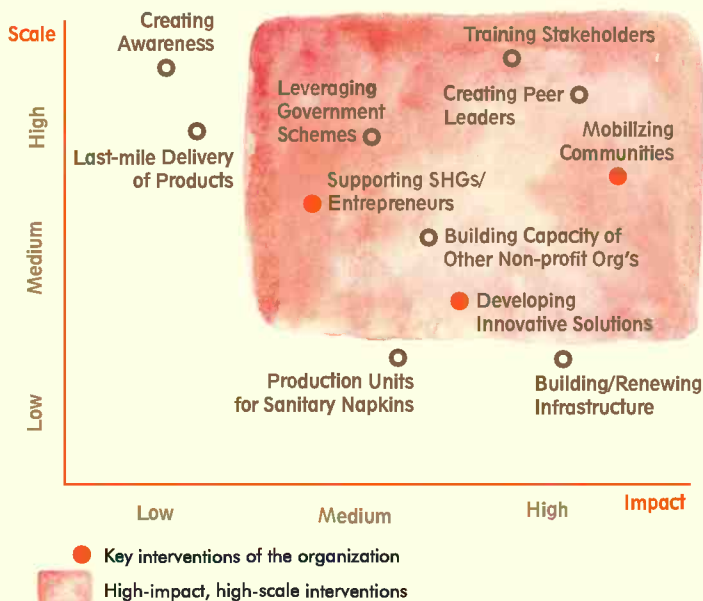 Scale
High
Medium
Low
Creating
Awareness
Last-mile Delivery
of Products
Leveraging
Government
Schemes
Training Stakeholders
Creating Peer
Leaders
Mobilizing
Communities
Supporting SHGs/
Entrepreneurs
Building Capacity of
Other Non-profit Org's
Developing
Innovative Solutions
Production Units
for Sanitary Napkins
Building/Renewing
Infrastructure
Low
Medium
High
Impact
Key interventions of the organization
High-impact, high-scale interventions